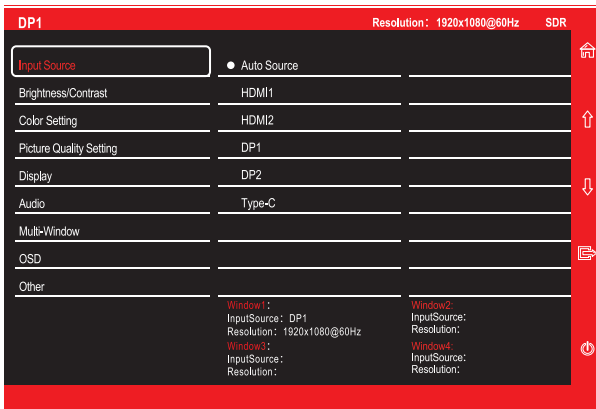 DP1 Resolution: 1920x1080@60Hz SDR
Input Source Auto Source
Brightness/Contrast HDMI1
Color Setting HDMI2
Picture Quality Setting DP1
Display DP2
Audio Type-C
Multi-Window
OSD
Other
Window1: Window2:
InputSource: DP1 InputSource:
Resolution: 1920x1080@60Hz Resolution:
Window3: Window4:
InputSource: InputSource:
Resolution: Resolution: